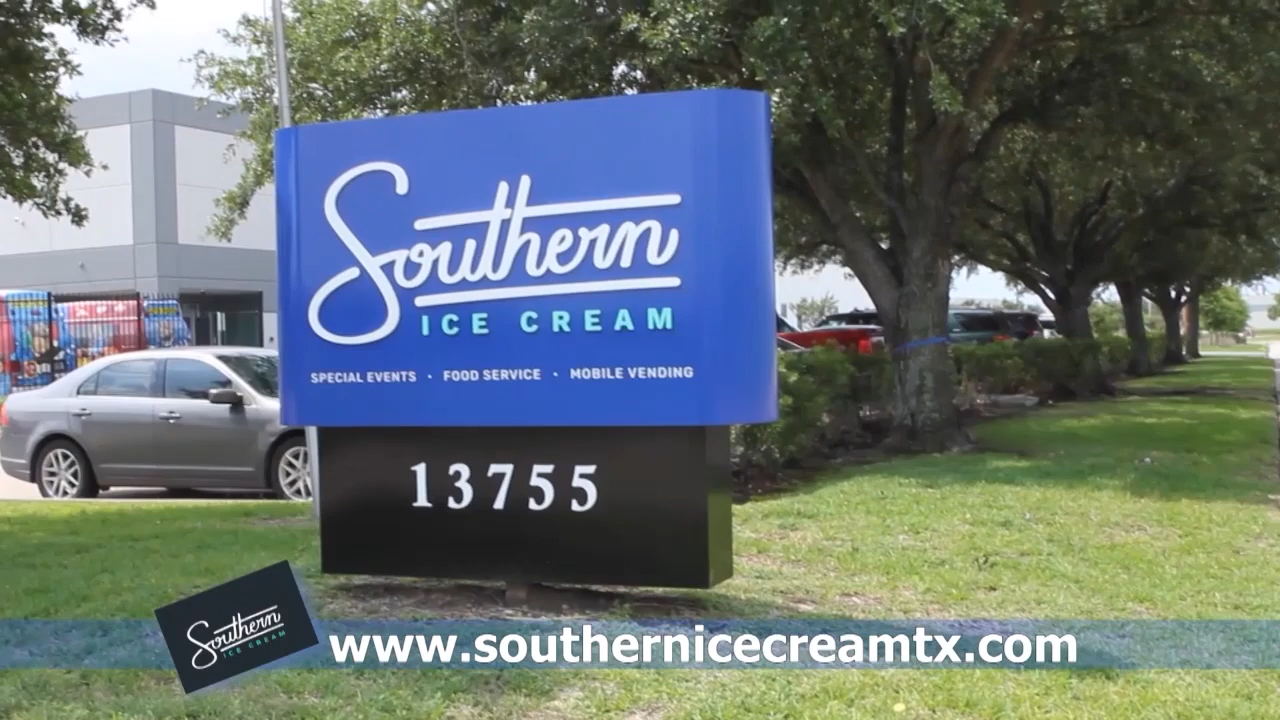 Southern
ICE CREAM
SPECIAL EVENTS · FOOD SERVICE · MOBILE VENDING
13755
Southern
ICE CREAM
www.southernicecreamtx.com